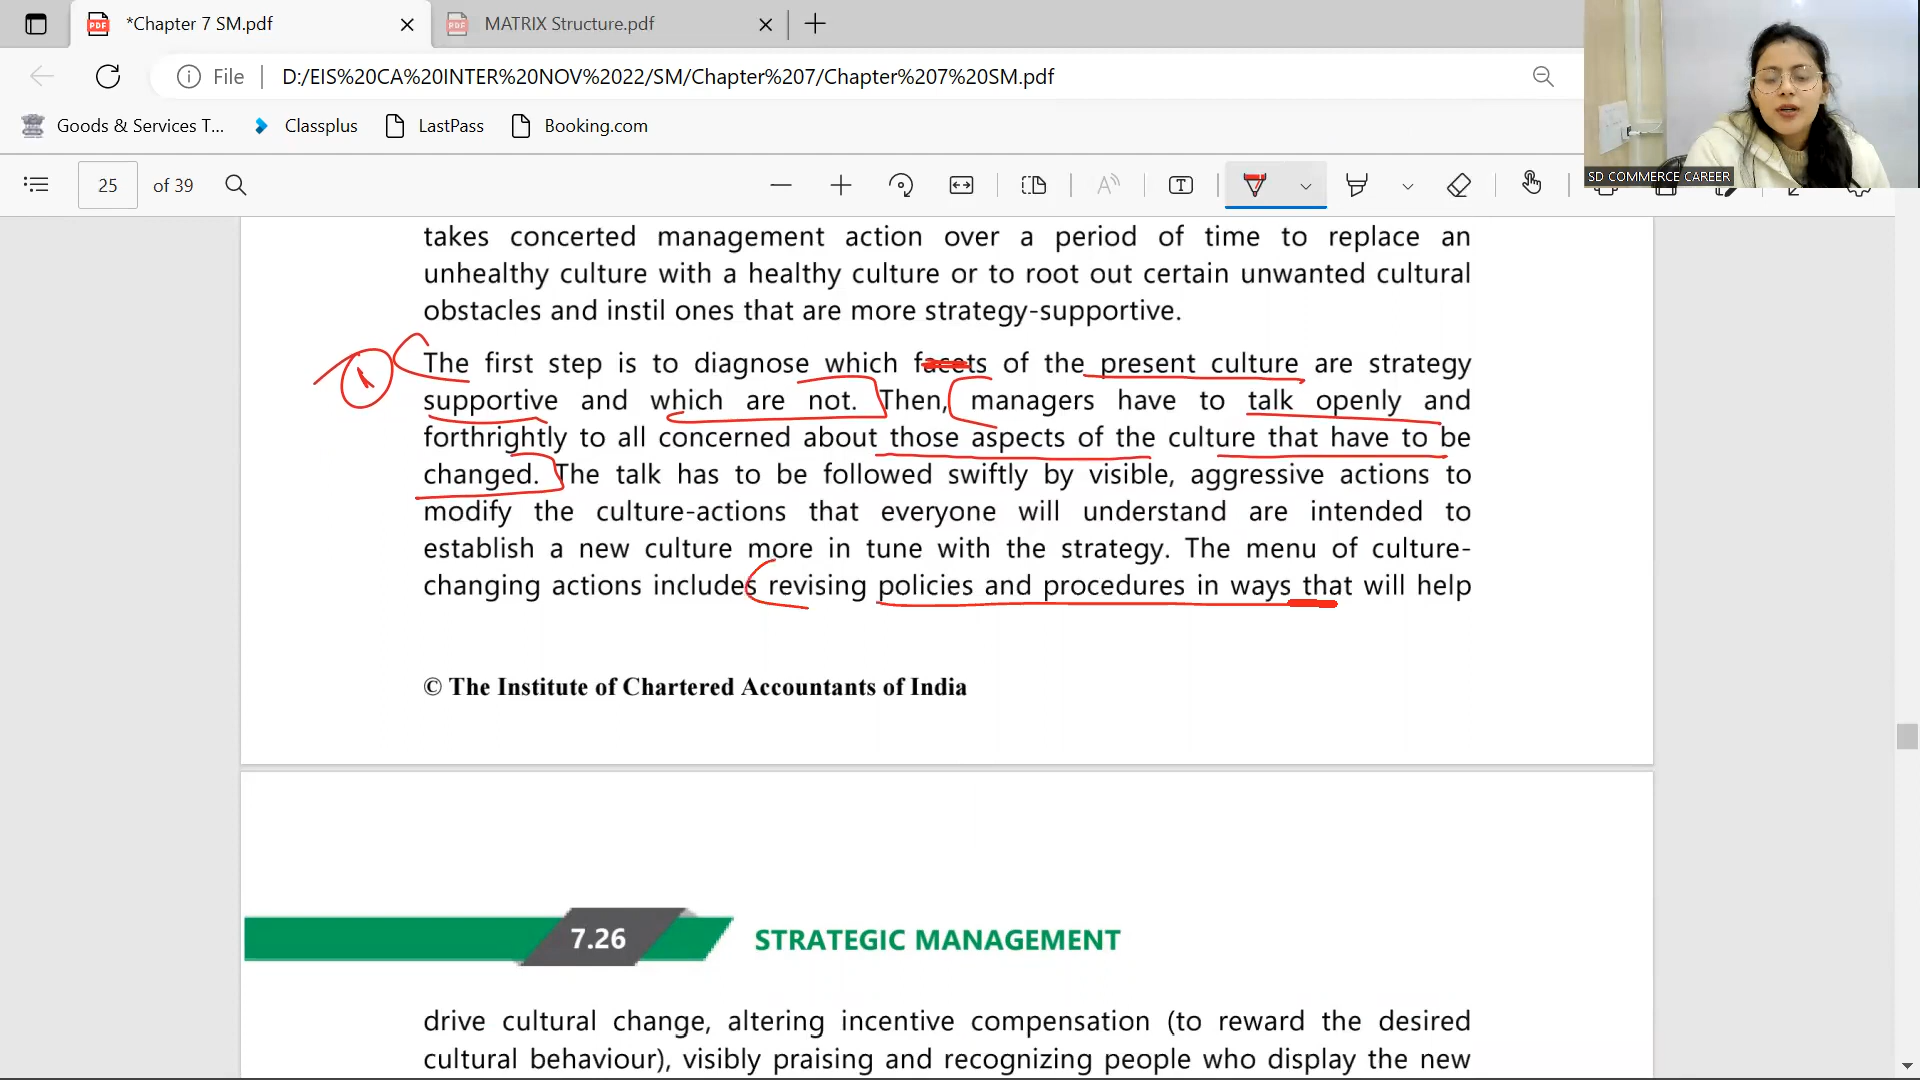 *Chapter 7 SM.pdf
MATRIX Structure.pdf
File
D:/EIS%20CA%20INTER%20NOV%2022/SM/Chapter%207/Chapter%207%20SM.pdf
Goods & Services T...
Classplus
LastPass
Booking.com
SD COMMERCE CAREER
25
of 39
takes concerted management action over a period of time to replace an
unhealthy culture with a healthy culture or to root out certain unwanted cultural
obstacles and instil ones that are more strategy-supportive.
The first step is to diagnose which facets of the present culture are strategy
supportive and which are not. Then, managers have to talk openly and
forthrightly to all concerned about those aspects of the culture that have to be
changed. The talk has to be followed swiftly by visible, aggressive actions to
modify the culture-actions that everyone will understand are intended to
establish a new culture more in tune with the strategy. The menu of culture-
changing actions includes revising policies and procedures in ways that will help
© The Institute of Chartered Accountants of India
7.26
STRATEGIC MANAGEMENT
drive cultural change, altering incentive compensation (to reward the desired
cultural behaviour), visibly praising and recognizing people who display the new